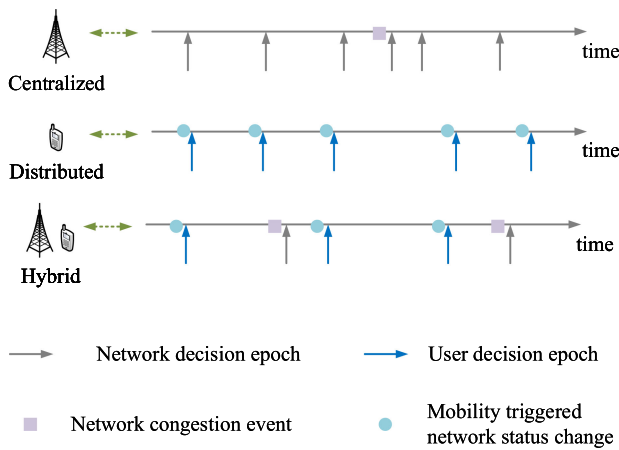 time
Centralized
time
Distributed
time
Hybrid
Network decision epoch
User decision epoch
Network congestion event
Mobility triggered
network status change